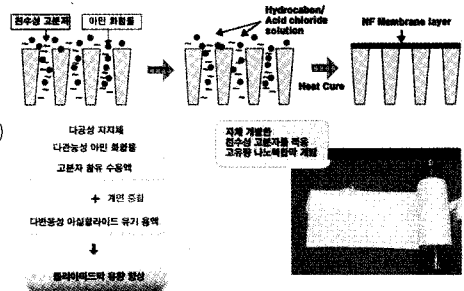 친수성 고분자
아민 화합물
Hydrocabon/
Acid chloride
solution
NF Membrane layer
Heat Cure
다공성 지지체
다관능성 아민 화합물
고분자 함유 수용액
+ 계면 중합
다반응성 아실할라이드 유기 용액
자체 개발한
친수성 고분자를 적용
고유량 나노복합막 개발
폴리아미드막 용환 형성